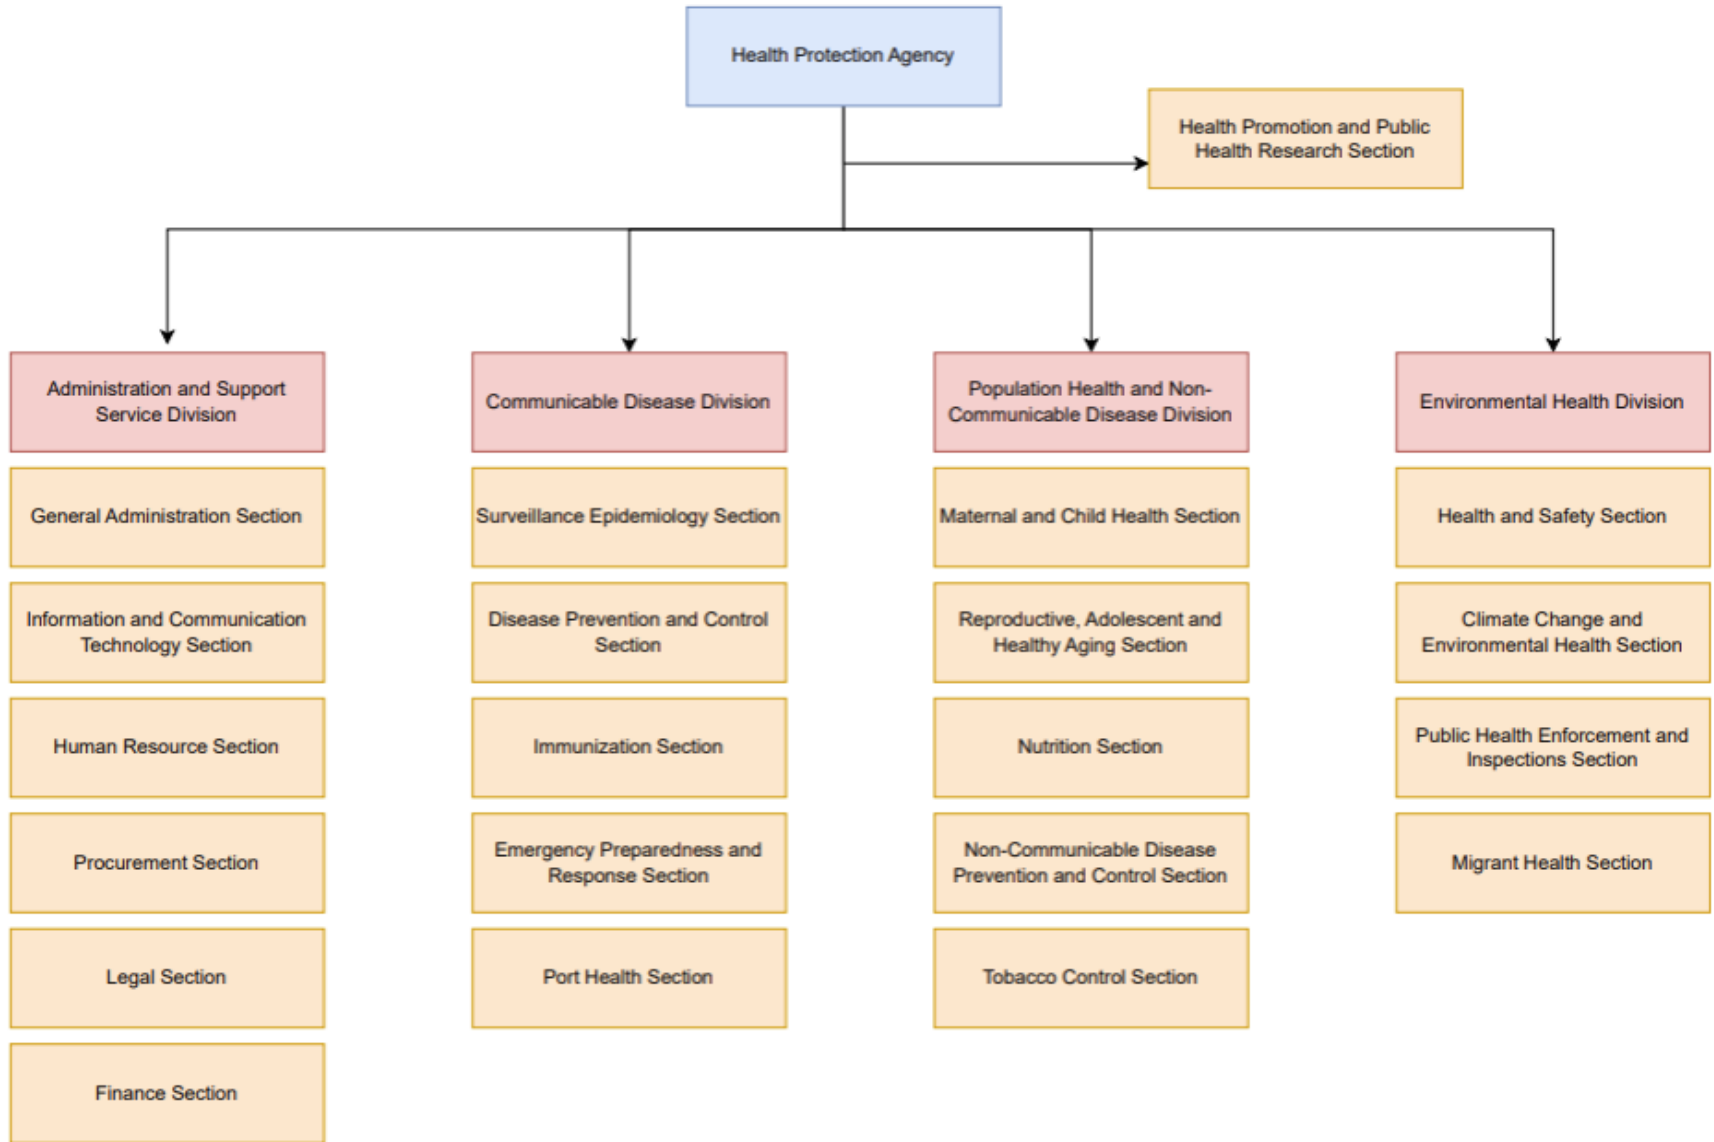 Health Protection Agency
Health Promotion and Public
Health Research Section
Administration and Support
Service Division
General Administration Section
Information and Communication
Technology Section
Human Resource Section
Procurement Section
Legal Section
Finance Section
Communicable Disease Division
Surveillance Epidemiology Section
Disease Prevention and Control
Section
Immunization Section
Emergency Preparedness and
Response Section
Port Health Section
Population Health and Non-
Communicable Disease Division
Maternal and Child Health Section
Reproductive, Adolescent and
Healthy Aging Section
Nutrition Section
Non-Communicable Disease
Prevention and Control Section
Tobacco Control Section
Environmental Health Division
Health and Safety Section
Climate Change and
Environmental Health Section
Public Health Enforcement and
Inspections Section
Migrant Health Section